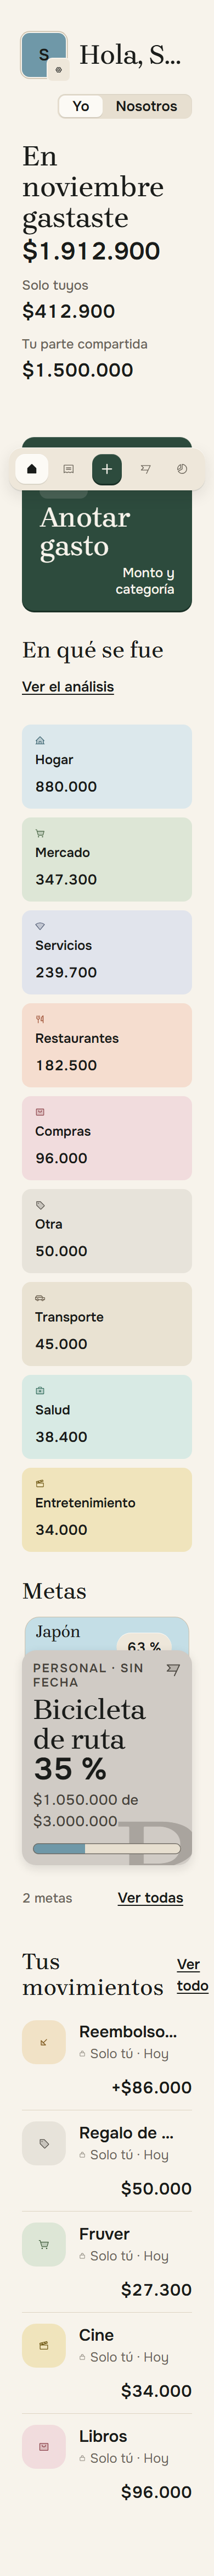 S
Hola, S...
Yo
Nosotros
En
noviembre
gastaste
$1.912.900
Solo tuyos
$412.900
Tu parte compartida
$1.500.000
Anotar
gasto
Monto y
categoría
En qué se fue
Ver el análisis
Hogar
880.000
Mercado
347.300
Servicios
239.700
Restaurantes
182.500
Compras
96.000
Otra
50.000
Transporte
45.000
Salud
38.400
Entretenimiento
34.000
Metas
Japón
63 %
PERSONAL · SIN
FECHA
Bicicleta
de ruta
35 %
$1.050.000 de
$3.000.000
B
2 metas
Ver todas
Tus
movimientos
Ver
todo
Reembolso...
Solo tú · Hoy
+$86.000
Regalo de ...
Solo tú · Hoy
$50.000
Fruver
Solo tú · Hoy
$27.300
Cine
Solo tú · Hoy
$34.000
Libros
Solo tú · Hoy
$96.000